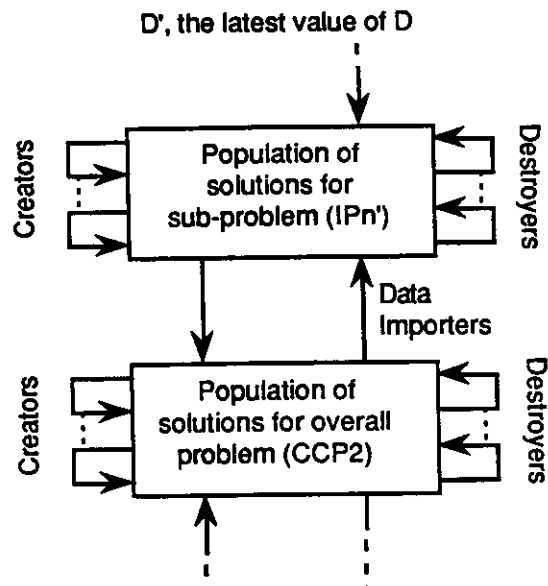 D', the latest value of D
Creators
Population of
solutions for
sub-problem (IPn')
Destroyers
Data
Importers
Creators
Population of
solutions for overall
problem (CCP2)
Destroyers